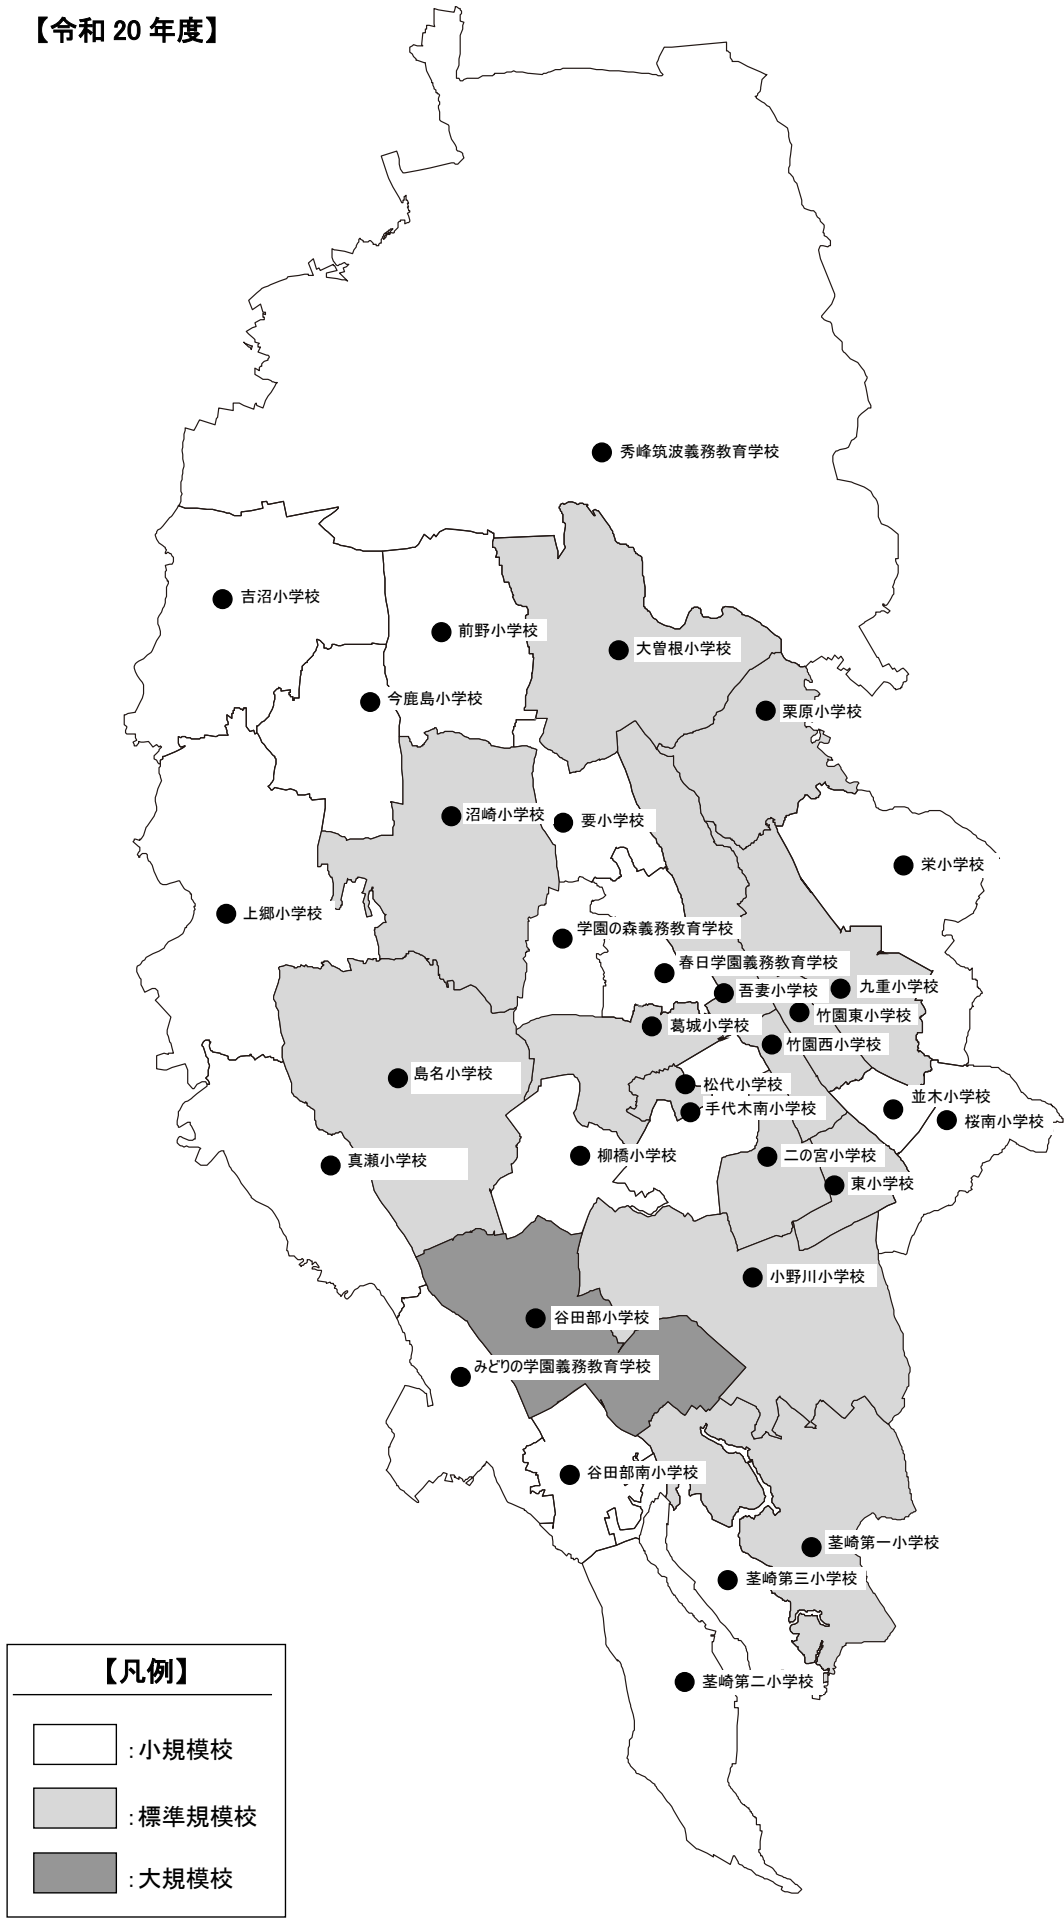 【令和 20 年度】
秀峰筑波義務教育学校
吉沼小学校
前野小学校
大曽根小学校
今鹿島小学校
栗原小学校
沼崎小学校
要小学校
栄小学校
上郷小学校
学園の森義務教育学校
春日学園義務教育学校
吾妻小学校
九重小学校
竹園東小学校
葛城小学校
竹園西小学校
島名小学校
松代小学校
手代木南小学校
並木小学校
桜南小学校
真瀬小学校
柳橋小学校
二の宮小学校
東小学校
小野川小学校
谷田部小学校
みどりの学園義務教育学校
谷田部南小学校
茎崎第一小学校
茎崎第三小学校
茎崎第二小学校
【凡例】
：小規模校
：標準規模校
：大規模校